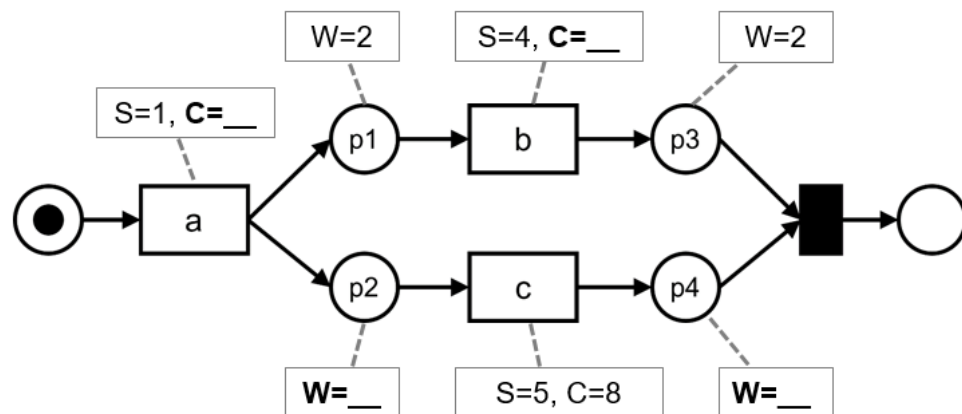 W=2
S=4, C=__
W=2
S=1, C=__
p1
b
p3
a
p2
c
p4
W=__
S=5, C=8
W=__